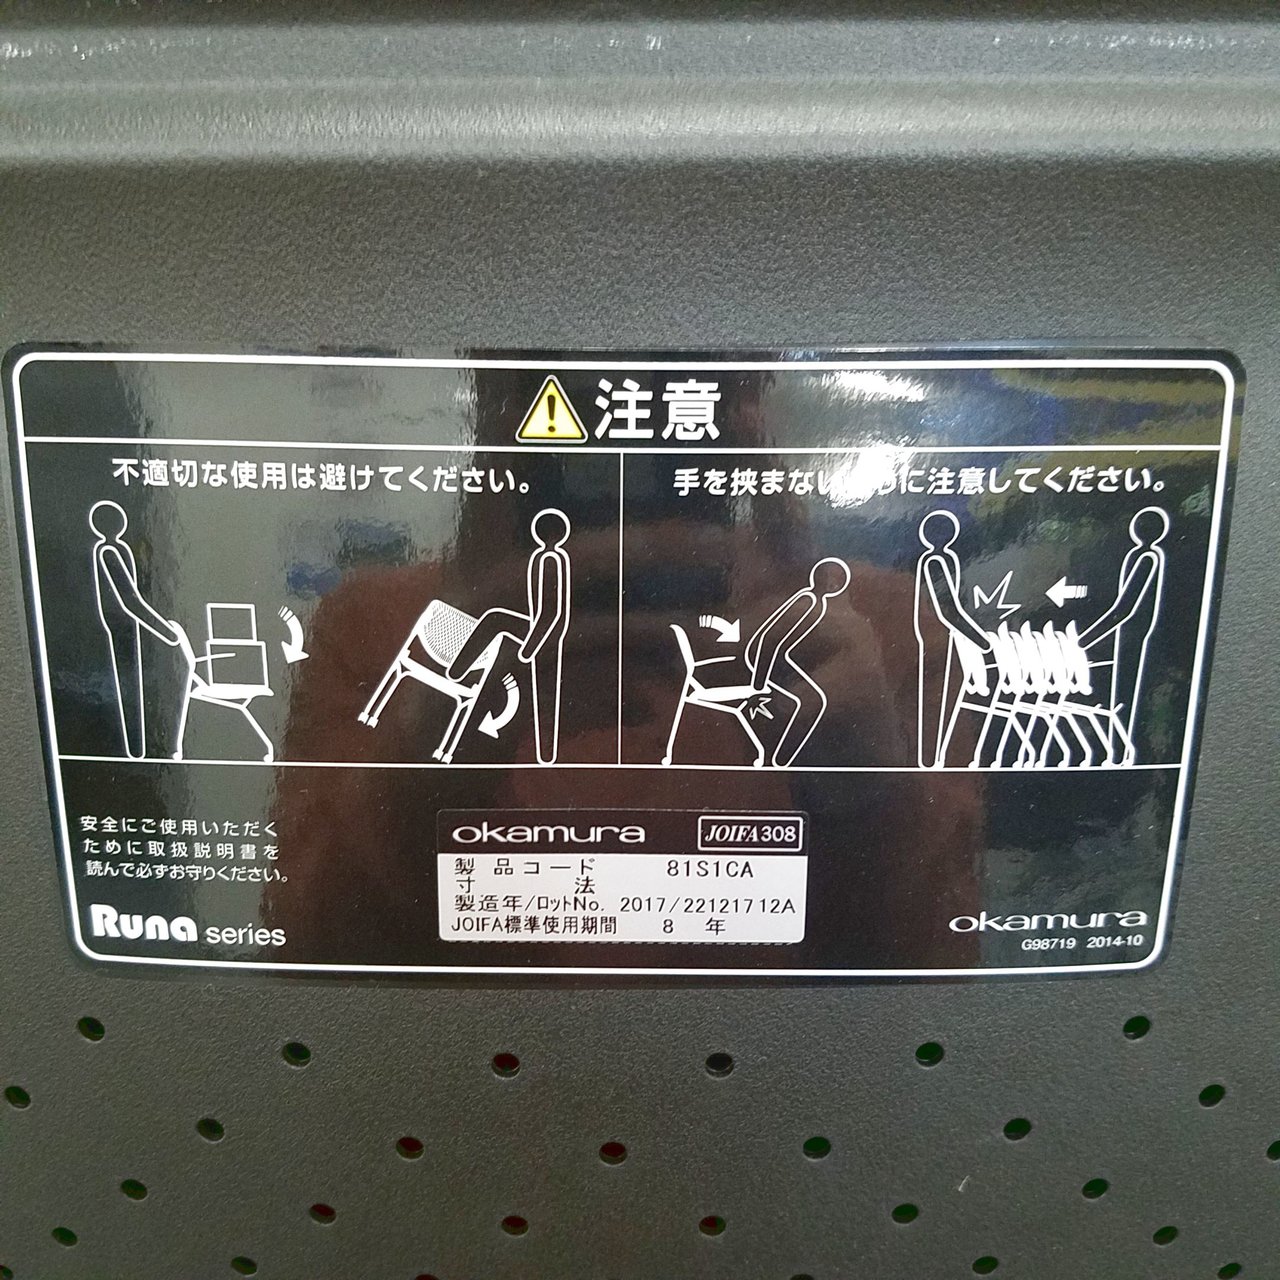 注意
不適切な使用は避けてください。
手を挟まない に注意してください。
安全にご使用いただく
ために取扱説明書を
読んで必ずお守りください。
Runa series
okamura JOIFA308
製品コード 81S1CA
寸法
製造年/ロットNo. 2017/22121712A
JOIFA標準使用期間 8 年
okamura
G98719 2014-10